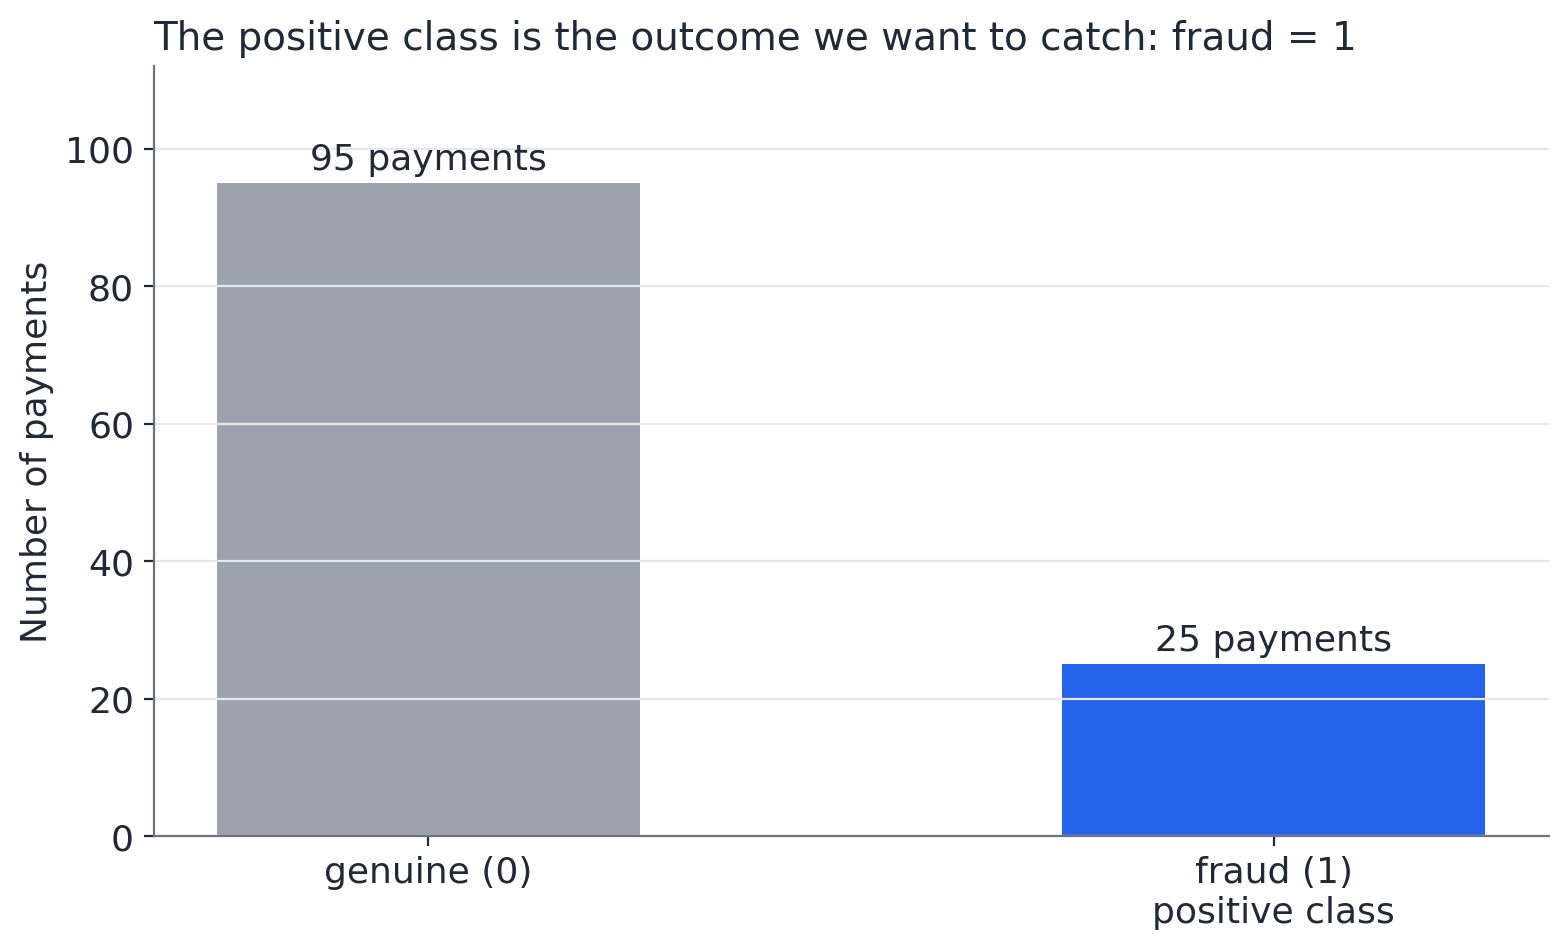 The positive class is the outcome we want to catch: fraud = 1
Number of payments
100
80
60
40
20
0
95 payments
25 payments
genuine (0)
fraud (1)
positive class